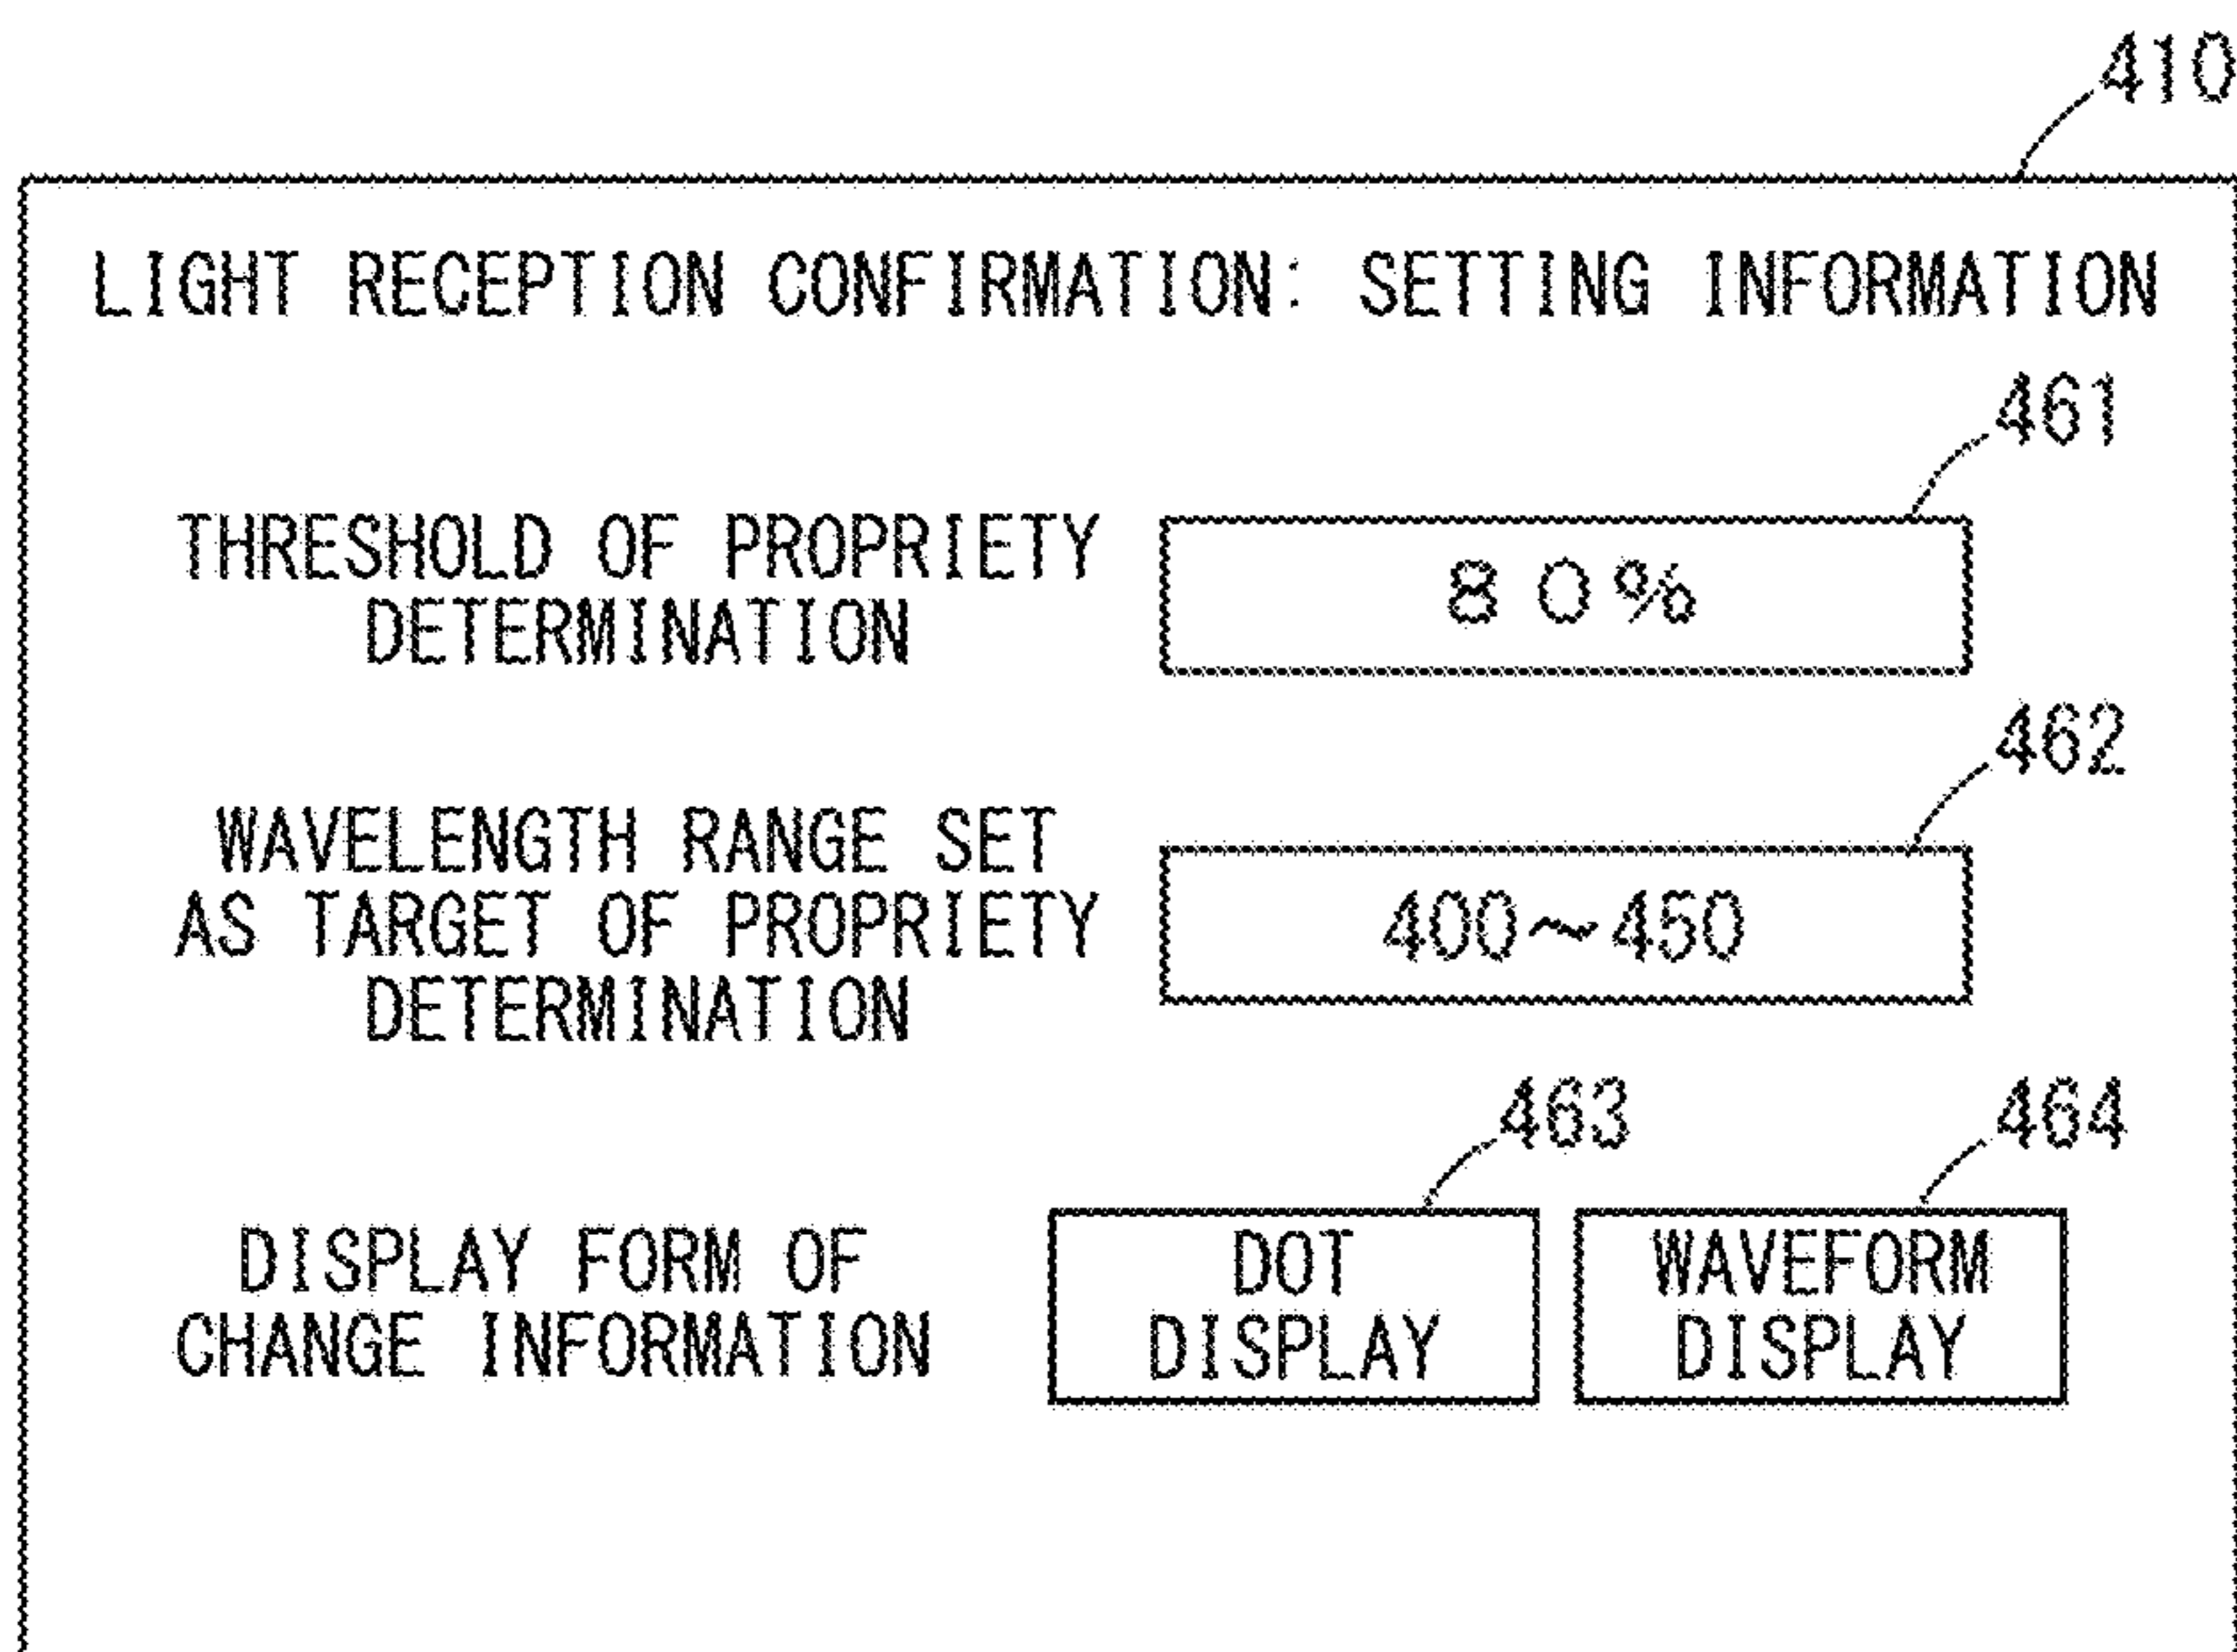 410
LIGHT RECEPTION CONFIRMATION: SETTING INFORMATION
461
THRESHOLD OF PROPRIETY
DETERMINATION
80%
462
WAVELENGTH RANGE SET
AS TARGET OF PROPRIETY
DETERMINATION
400~450
463
464
DISPLAY FORM OF
CHANGE INFORMATION
DOT
DISPLAY
WAVEFORM
DISPLAY